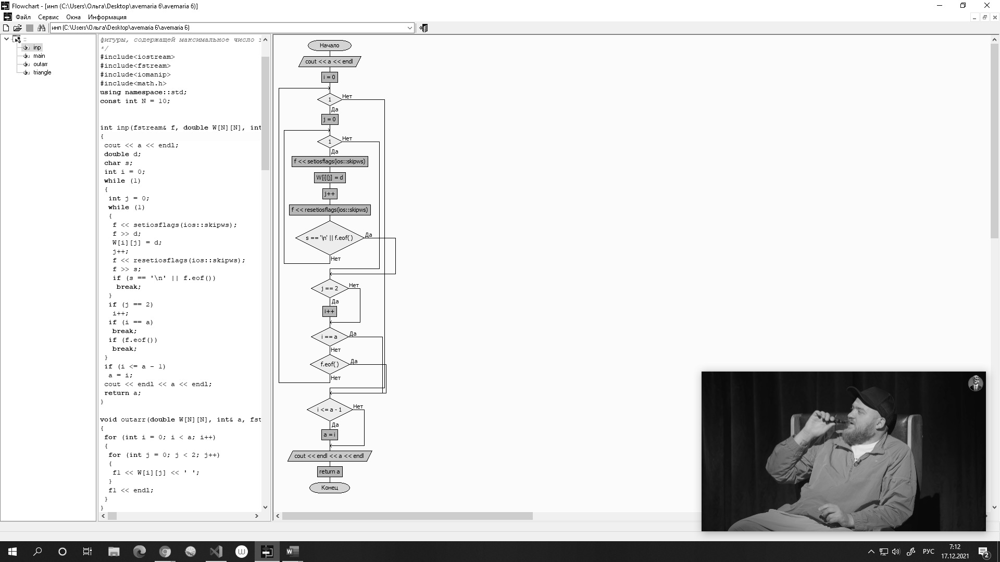 Flowchart - [инп (C:\Users\Ольга\Desktop\avemaria 6\avemaria 6)]
Файл Сервис Окна Информация
инп (C:\Users\Ольга\Desktop\avemaria 6\avemaria 6)
::
inp
main
outarr
triangle
фигуры, содержащей максимальное число
*/
#include<iostream>
#include<fstream>
#include<iomanip>
#include<math.h>
using namespace::std;
const int N = 10;
int inp(fstream& f, double W[N][N], int
{
cout << a << endl;
double d;
char s;
int i = 0;
while (1)
{
int j = 0;
while (1)
{
f << setiosflags(ios::skipws);
f >> d;
W[i][j] = d;
j++;
f << resetiosflags(ios::skipws);
f >> s;
if (s == '\n' || f.eof())
break;
}
if (j == 2)
i++;
if (i == a)
break;
if (f.eof())
break;
}
if (i <= a - 1)
a = i;
cout << endl << a << endl;
return a;
}
void outarr(double W[N][N], int& a, fst
{
for (int i = 0; i < a; i++)
{
for (int j = 0; j < 2; j++)
{
f1 << W[i][j] << ' ';
}
f1 << endl;
}
}
Начало
cout << a << endl
i = 0
1
Нет
Да
j = 0
1
Нет
Да
f << setiosflags(ios::skipws)
W[i][j] = d
j++
f << resetiosflags(ios::skipws)
s == '\n' || f.eof( )
Да
Нет
j == 2
Нет
Да
i++
i == a
Да
Нет
f.eof( )
Да
Нет
i <= a - 1
Нет
Да
a = i
cout << endl << a << endl
return a
Конец
W
РУС
7:12
17.12.2021
2